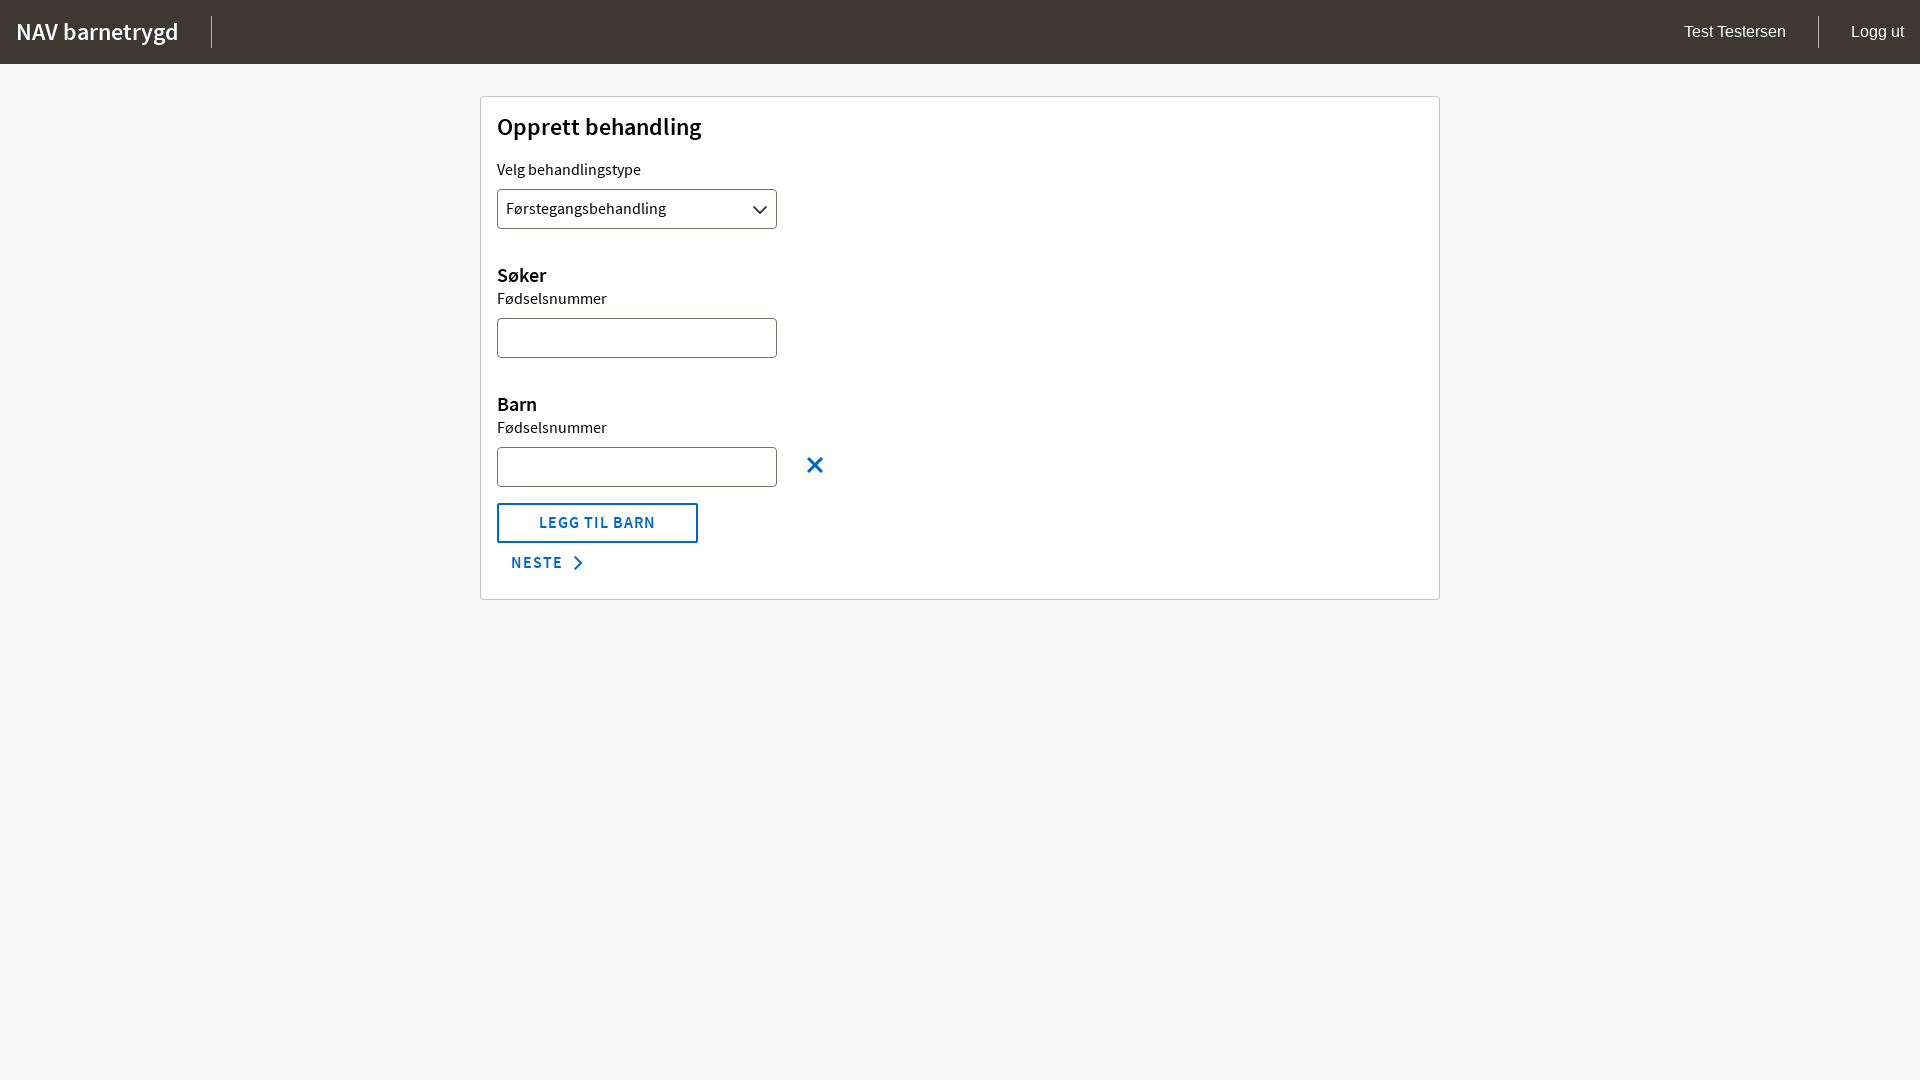 NAV barnetrygd
Test Testersen
Logg ut
Opprett behandling
Velg behandlingstype
Førstegangsbehandling
Søker
Fødselsnummer
Barn
Fødselsnummer
LEGG TIL BARN
NESTE